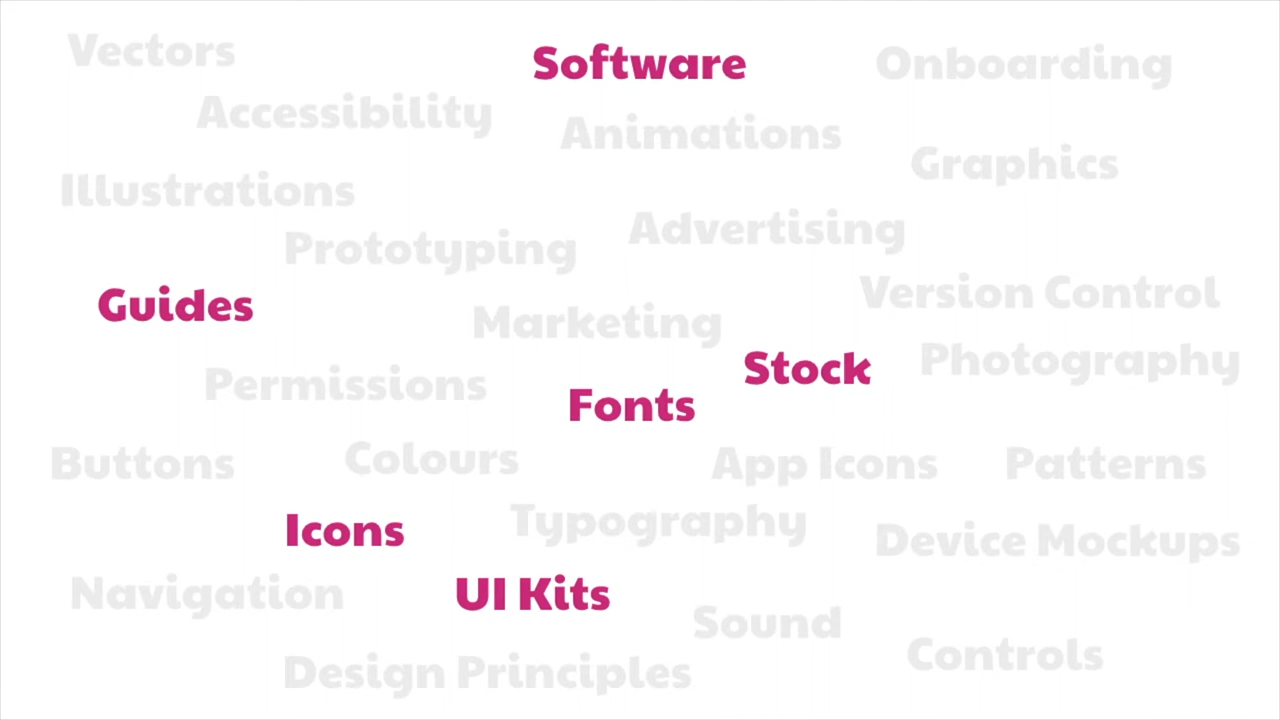 Vectors
Software
Onboarding
Accessibility
Animations
Graphics
Illustrations
Advertising
Prototyping
Version Control
Guides
Marketing
Photography
Stock
Permissions
Fonts
Colours
Buttons
App Icons
Patterns
Typography
Icons
Device Mockups
Navigation
UI Kits
Sound
Controls
Design Principles